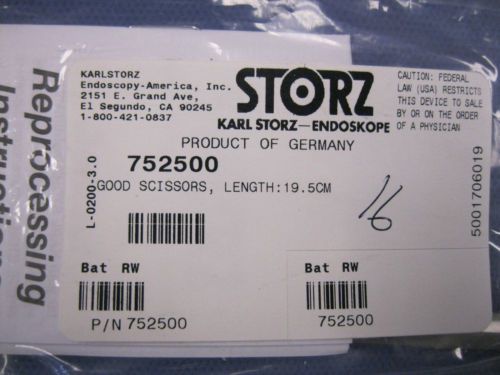 Reprocessing
Instructions
KARLSTORZ
Endoscopy-America, Inc.
2151 E. Grand Ave,
El Segundo, CA 90245
1-800-421-0837
STORZ
KARL STORZ—ENDOSKOPE
CAUTION: FEDERAL
LAW (USA) RESTRICTS
THIS DEVICE TO SALE
BY OR ON THE ORDER
OF A PHYSICIAN
PRODUCT OF GERMANY
752500
GOOD SCISSORS, LENGTH:19.5CM
L-0200-3.0
16
5001706019
Bat RW
P/N 752500
Bat RW
752500